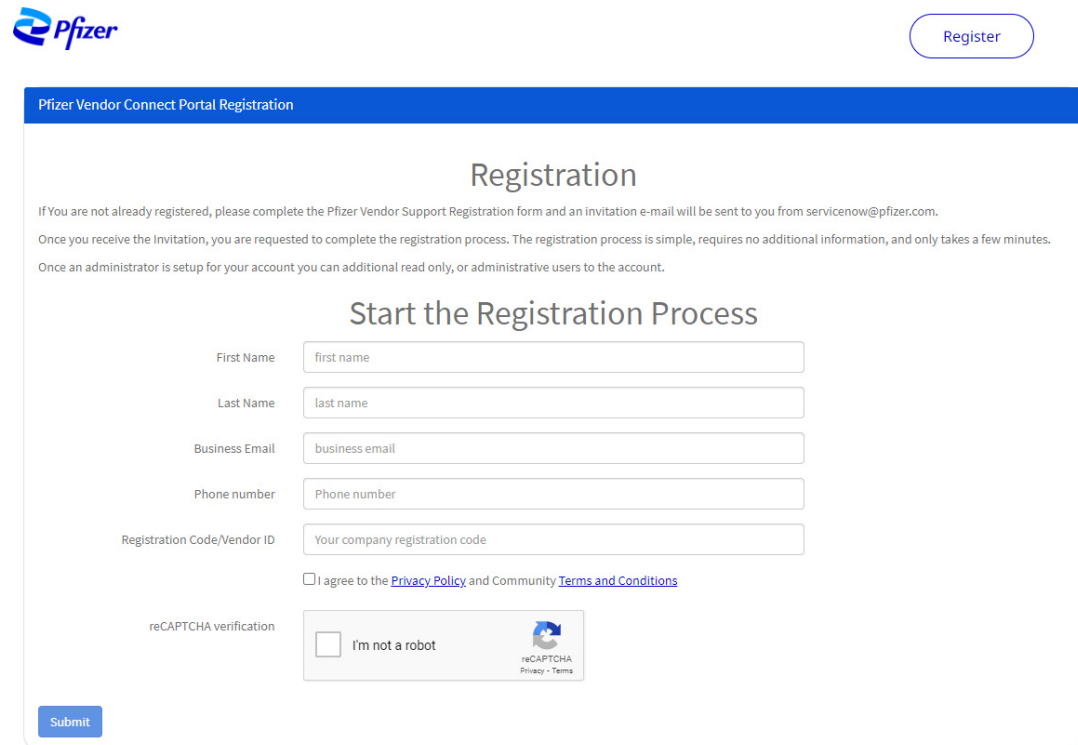 Pfizer
Register
Pfizer Vendor Connect Portal Registration
Registration
If You are not already registered, please complete the Pfizer Vendor Support Registration form and an invitation e-mail will be sent to you from servicenow@pfizer.com.
Once you receive the Invitation, you are requested to complete the registration process. The registration process is simple, requires no additional information, and only takes a few minutes.
Once an administrator is setup for your account you can additional read only, or administrative users to the account.
Start the Registration Process
First Name
first name
Last Name
last name
Business Email
business email
Phone number
Phone number
Registration Code/Vendor ID
Your company registration code
I agree to the Privacy Policy and Community Terms and Conditions
reCAPTCHA verification
I'm not a robot
reCAPTCHA
Privacy - Terms
Submit